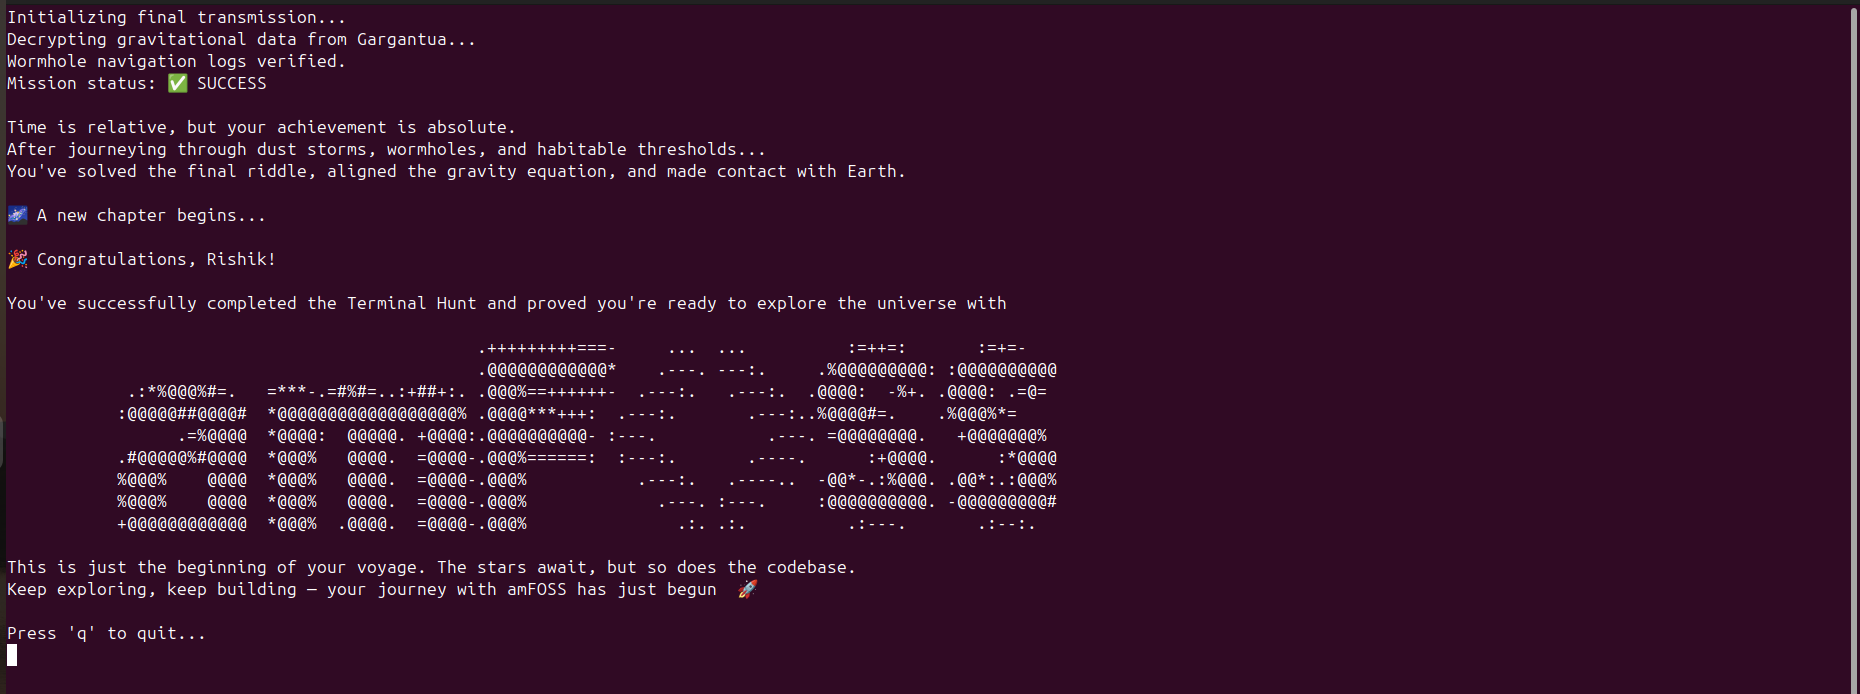 Initializing final transmission...
Decrypting gravitational data from Gargantua...
Wormhole navigation logs verified.
Mission status: ✅ SUCCESS
Time is relative, but your achievement is absolute.
After journeying through dust storms, wormholes, and habitable thresholds...
You've solved the final riddle, aligned the gravity equation, and made contact with Earth.
🌌 A new chapter begins...
🎉 Congratulations, Rishik!
You've successfully completed the Terminal Hunt and proved you're ready to explore the universe with
amFOSS
This is just the beginning of your voyage. The stars await, but so does the codebase.
Keep exploring, keep building — your journey with amFOSS has just begun 🚀
Press 'q' to quit...